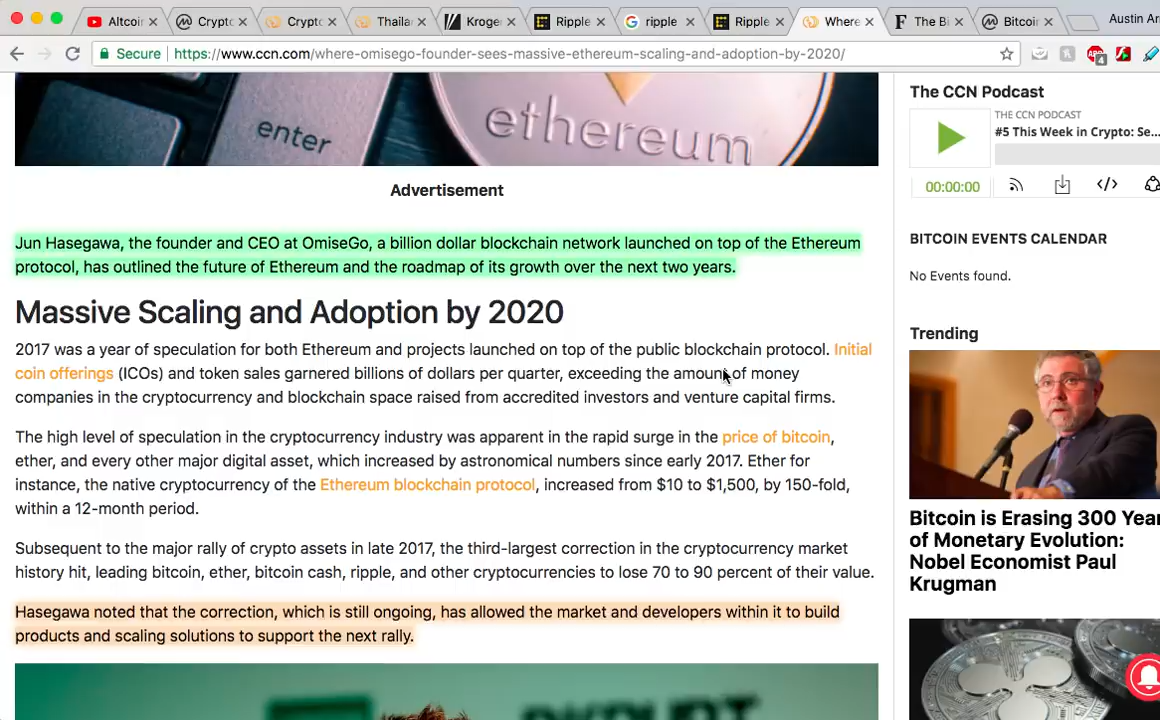 Altcoi
Crypto
Crypto
Thaila
Kroge
Ripple
ripple
Ripple
Where
The Bi
Bitcoi
Secure
https://www.ccn.com/where-omisego-founder-sees-massive-ethereum-scaling-and-adoption-by-2020/
4
enter
ethereum
Advertisement
Jun Hasegawa, the founder and CEO at OmiseGo, a billion dollar blockchain network launched on top of the Ethereum
protocol, has outlined the future of Ethereum and the roadmap of its growth over the next two years.
Massive Scaling and Adoption by 2020
2017 was a year of speculation for both Ethereum and projects launched on top of the public blockchain protocol. Initial
coin offerings (ICOs) and token sales garnered billions of dollars per quarter, exceeding the amount of money
companies in the cryptocurrency and blockchain space raised from accredited investors and venture capital firms.
The high level of speculation in the cryptocurrency industry was apparent in the rapid surge in the price of bitcoin,
ether, and every other major digital asset, which increased by astronomical numbers since early 2017. Ether for
instance, the native cryptocurrency of the Ethereum blockchain protocol, increased from $10 to $1,500, by 150-fold,
within a 12-month period.
Subsequent to the major rally of crypto assets in late 2017, the third-largest correction in the cryptocurrency market
history hit, leading bitcoin, ether, bitcoin cash, ripple, and other cryptocurrencies to lose 70 to 90 percent of their value.
Hasegawa noted that the correction, which is still ongoing, has allowed the market and developers within it to build
products and scaling solutions to support the next rally.
The CCN Podcast
THE CCN PODCAST
#5 This Week in Crypto: Se...
00:00:00
BITCOIN EVENTS CALENDAR
No Events found.
Trending
Bitcoin is Erasing 300 Year
of Monetary Evolution:
Nobel Economist Paul
Krugman